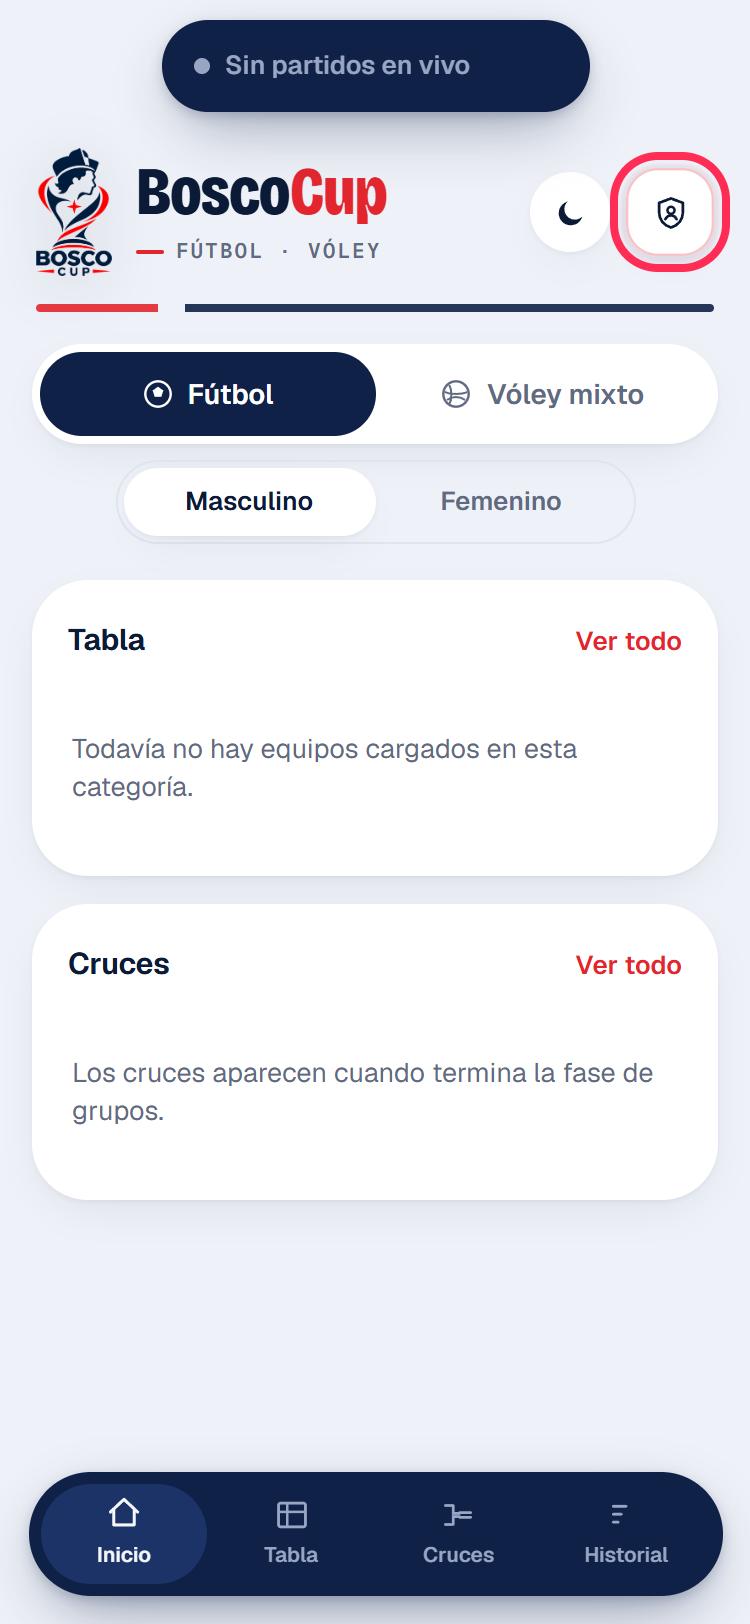 Sin partidos en vivo
BOSCO
CUP
BoscoCup
FÚTBOL · VÓLEY
Fútbol
Vóley mixto
Masculino
Femenino
Tabla
Ver todo
Todavía no hay equipos cargados en esta
categoría.
Cruces
Ver todo
Los cruces aparecen cuando termina la fase de
grupos.
Inicio
Tabla
Cruces
Historial